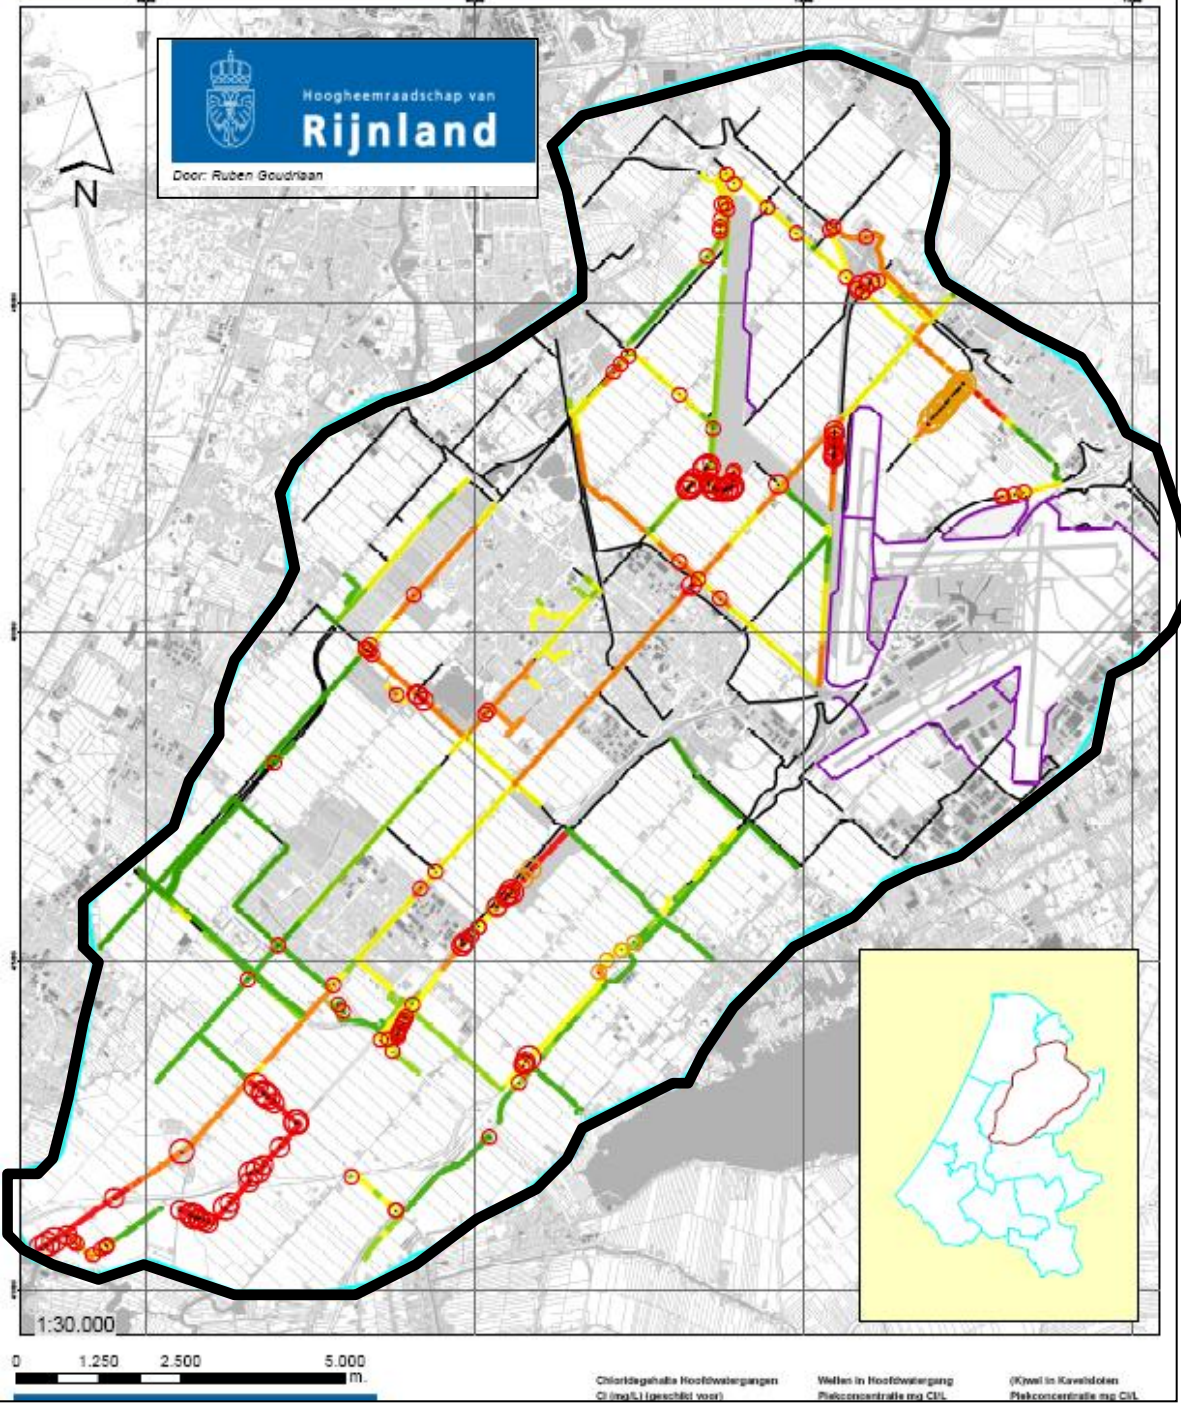 Hoogheemraadschap van
Rijnland
Door: Ruben Goudriaan
N
1:30.000
0 1.250 2.500 5.000
m.
Chloridegehalte Hoofdwatergangen
Cl (mg/L) (geschikt voor)
Wellen in Hoofdwatergang
Piekconcentratie mg Cl/L
(K)wel in Kavelsloten
Piekconcentratie mg Cl/L